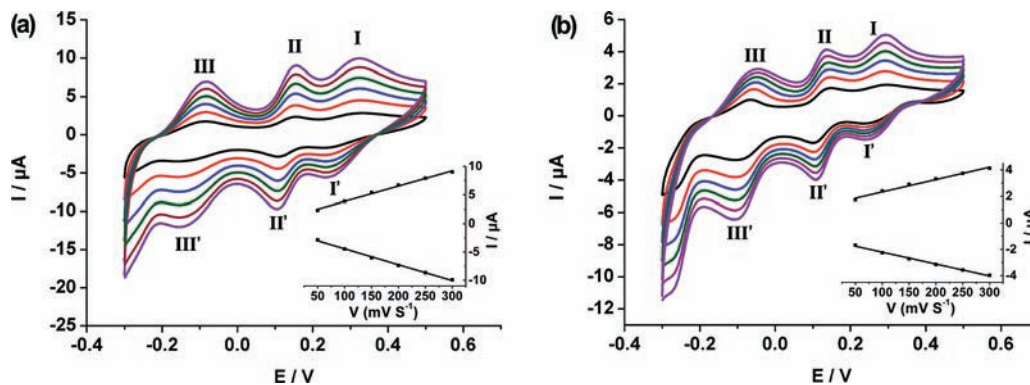 (a)
15
10
5
0
-5
-10
-15
-20
-25
I / µA
-0.4
-0.2
0.0
0.2
0.4
0.6
E / V
III
II
I
III'
II'
I'
10
5
0
-5
-10
I / µA
50 100 150 200 250 300
V (mV S⁻¹)
(b)
6
4
2
0
-2
-4
-6
-8
-10
-12
I / µA
-0.4
-0.2
0.0
0.2
0.4
0.6
E / V
III
II
I
III'
II'
I'
4
2
0
-2
-4
I / µA
50 100 150 200 250 300
V (mV S⁻¹)